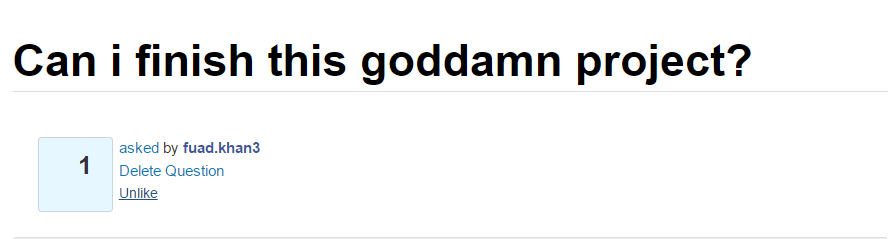 Can i finish this goddamn project?
1
asked by fuad.khan3
Delete Question
Unlike